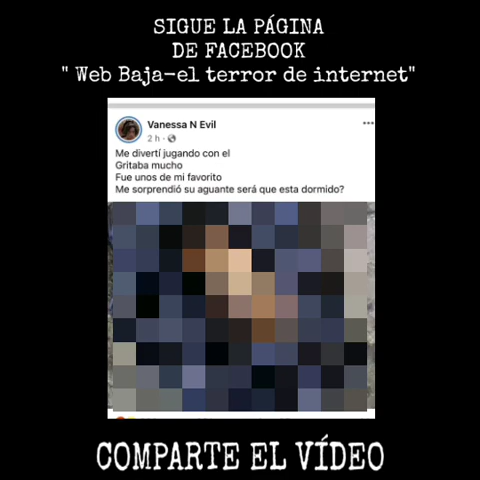 SIGUE LA PÁGINA
DE FACEBOOK
" Web Baja-el terror de internet"
Vanessa N Evil
2 h ·
Me divertí jugando con el
Gritaba mucho
Fue unos de mi favorito
Me sorprendió su aguante será que esta dormido?
COMPARTE EL VÍDEO